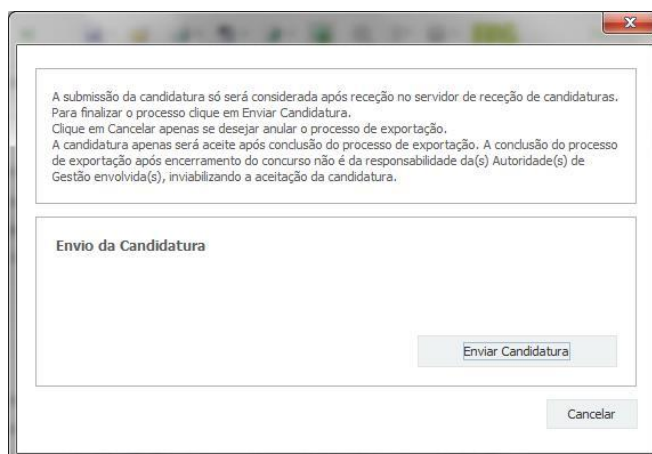 A submissão da candidatura só será considerada após receção no servidor de receção de candidaturas.
Para finalizar o processo clique em Enviar Candidatura.
Clique em Cancelar apenas se desejar anular o processo de exportação.
A candidatura apenas será aceite após conclusão do processo de exportação. A conclusão do processo
de exportação após encerramento do concurso não é da responsabilidade da(s) Autoridade(s) de
Gestão envolvida(s), inviabilizando a aceitação da candidatura.
Envio da Candidatura
Enviar Candidatura
Cancelar